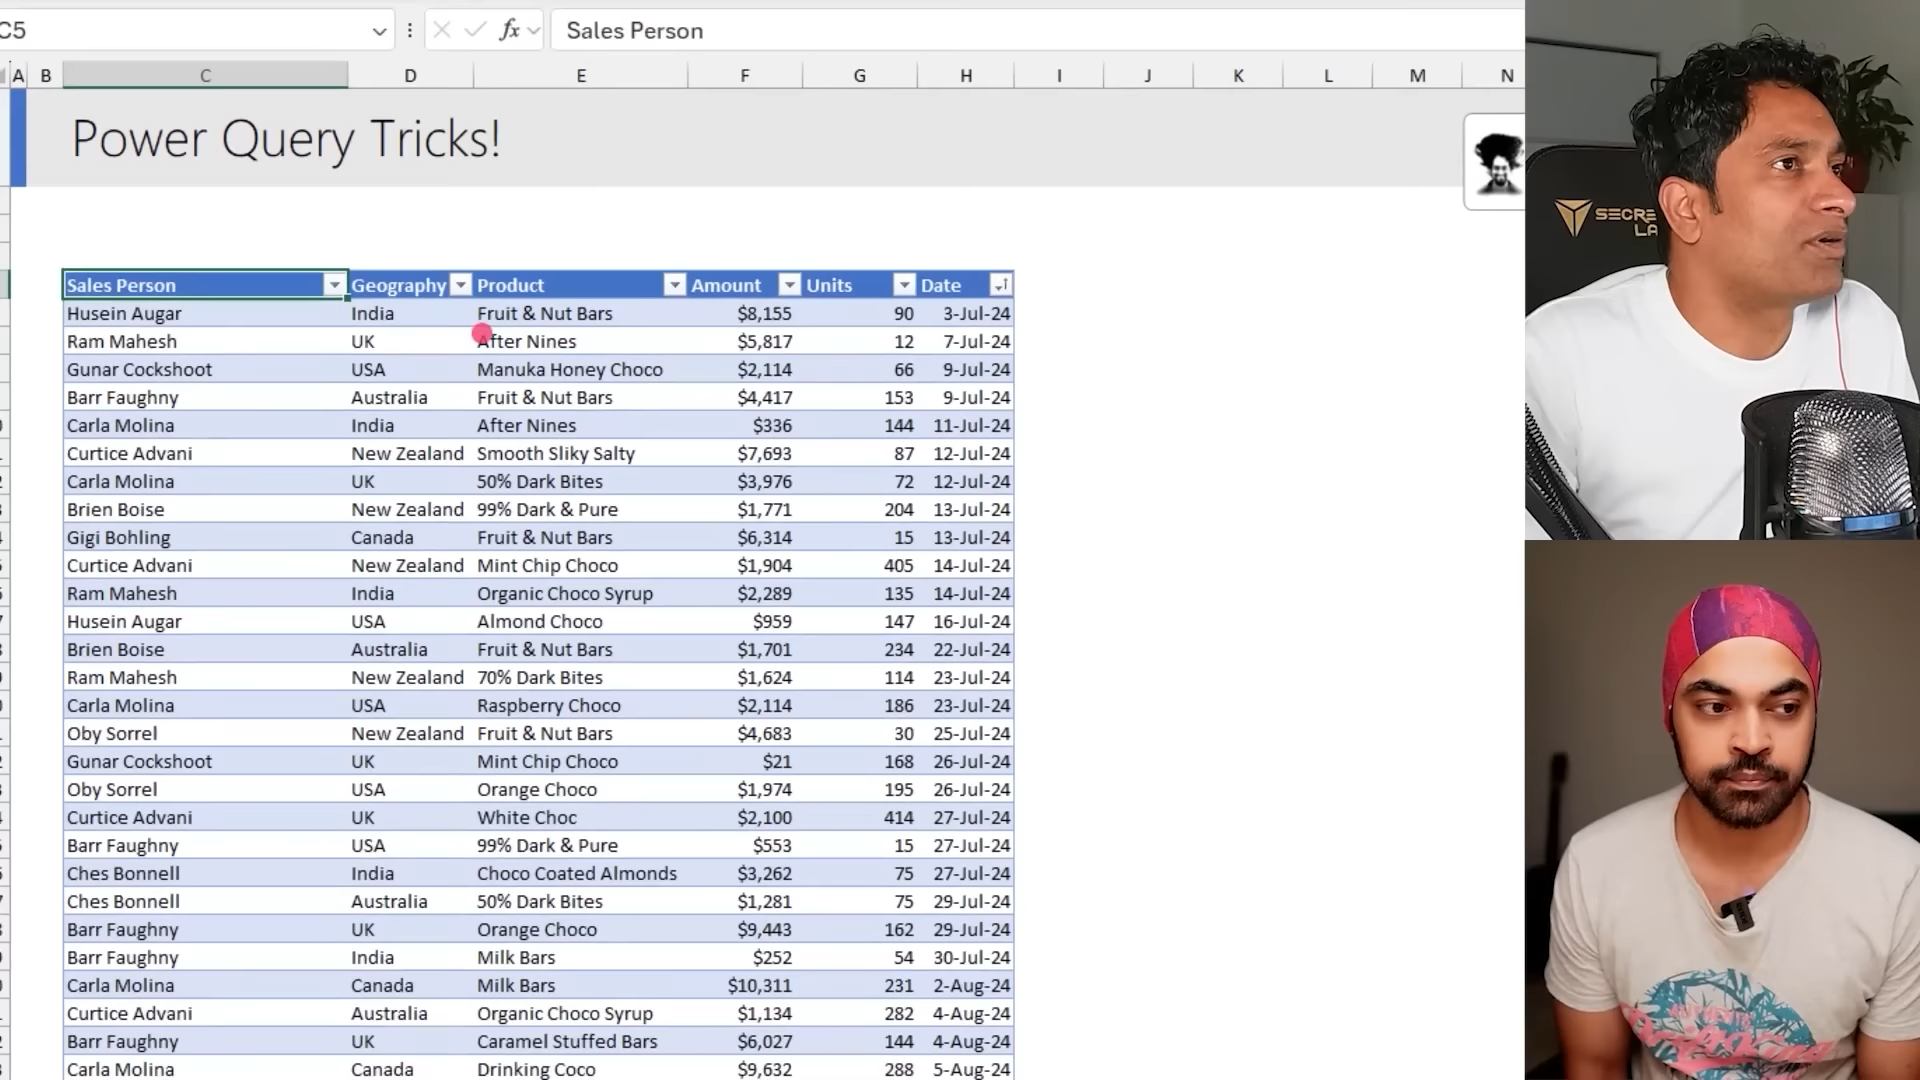 C5
fx
Sales Person
A B C D E F G H I J K L M N
Power Query Tricks!
SECRE
LA
Sales Person Geography Product Amount Units Date
Husein Augar India Fruit & Nut Bars $8,155 90 3-Jul-24
Ram Mahesh UK After Nines $5,817 12 7-Jul-24
Gunar Cockshoot USA Manuka Honey Choco $2,114 66 9-Jul-24
Barr Faughny Australia Fruit & Nut Bars $4,417 153 9-Jul-24
Carla Molina India After Nines $336 144 11-Jul-24
Curtice Advani New Zealand Smooth Sliky Salty $7,693 87 12-Jul-24
Carla Molina UK 50% Dark Bites $3,976 72 12-Jul-24
Brien Boise New Zealand 99% Dark & Pure $1,771 204 13-Jul-24
Gigi Bohling Canada Fruit & Nut Bars $6,314 15 13-Jul-24
Curtice Advani New Zealand Mint Chip Choco $1,904 405 14-Jul-24
Ram Mahesh India Organic Choco Syrup $2,289 135 14-Jul-24
Husein Augar USA Almond Choco $959 147 16-Jul-24
Brien Boise Australia Fruit & Nut Bars $1,701 234 22-Jul-24
Ram Mahesh New Zealand 70% Dark Bites $1,624 114 23-Jul-24
Carla Molina USA Raspberry Choco $2,114 186 23-Jul-24
Oby Sorrel New Zealand Fruit & Nut Bars $4,683 30 25-Jul-24
Gunar Cockshoot UK Mint Chip Choco $21 168 26-Jul-24
Oby Sorrel USA Orange Choco $1,974 195 26-Jul-24
Curtice Advani UK White Choc $2,100 414 27-Jul-24
Barr Faughny USA 99% Dark & Pure $553 15 27-Jul-24
Ches Bonnell India Choco Coated Almonds $3,262 75 27-Jul-24
Ches Bonnell Australia 50% Dark Bites $1,281 75 29-Jul-24
Barr Faughny UK Orange Choco $9,443 162 29-Jul-24
Barr Faughny India Milk Bars $252 54 30-Jul-24
Carla Molina Canada Milk Bars $10,311 231 2-Aug-24
Curtice Advani Australia Organic Choco Syrup $1,134 282 4-Aug-24
Barr Faughny UK Caramel Stuffed Bars $6,027 144 4-Aug-24
Carla Molina Canada Drinking Coco $9,632 288 5-Aug-24